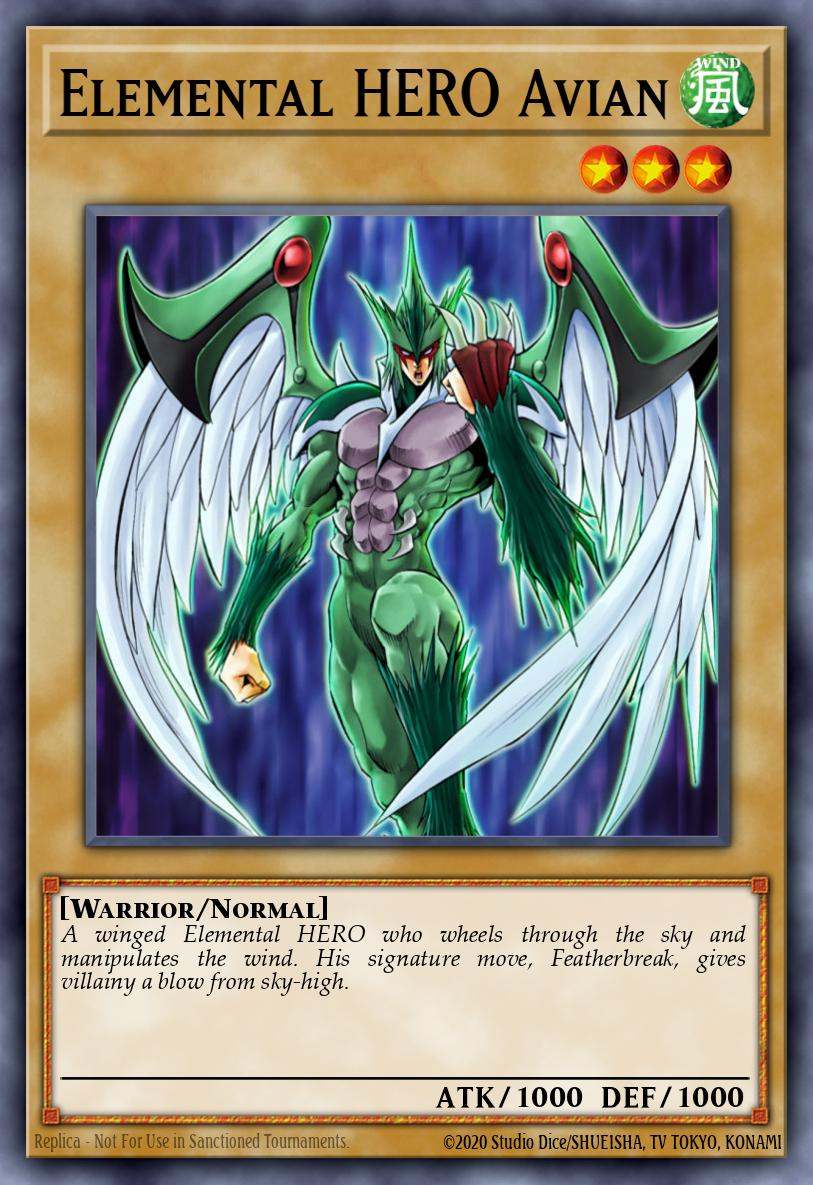 Elemental HERO Avian
WIND
風
[Warrior/Normal]
A winged Elemental HERO who wheels through the sky and
manipulates the wind. His signature move, Featherbreak, gives
villainy a blow from sky-high.
ATK/1000 DEF/1000
Replica - Not For Use in Sanctioned Tournaments.
©2020 Studio Dice/SHUEISHA, TV TOKYO, KONAMI